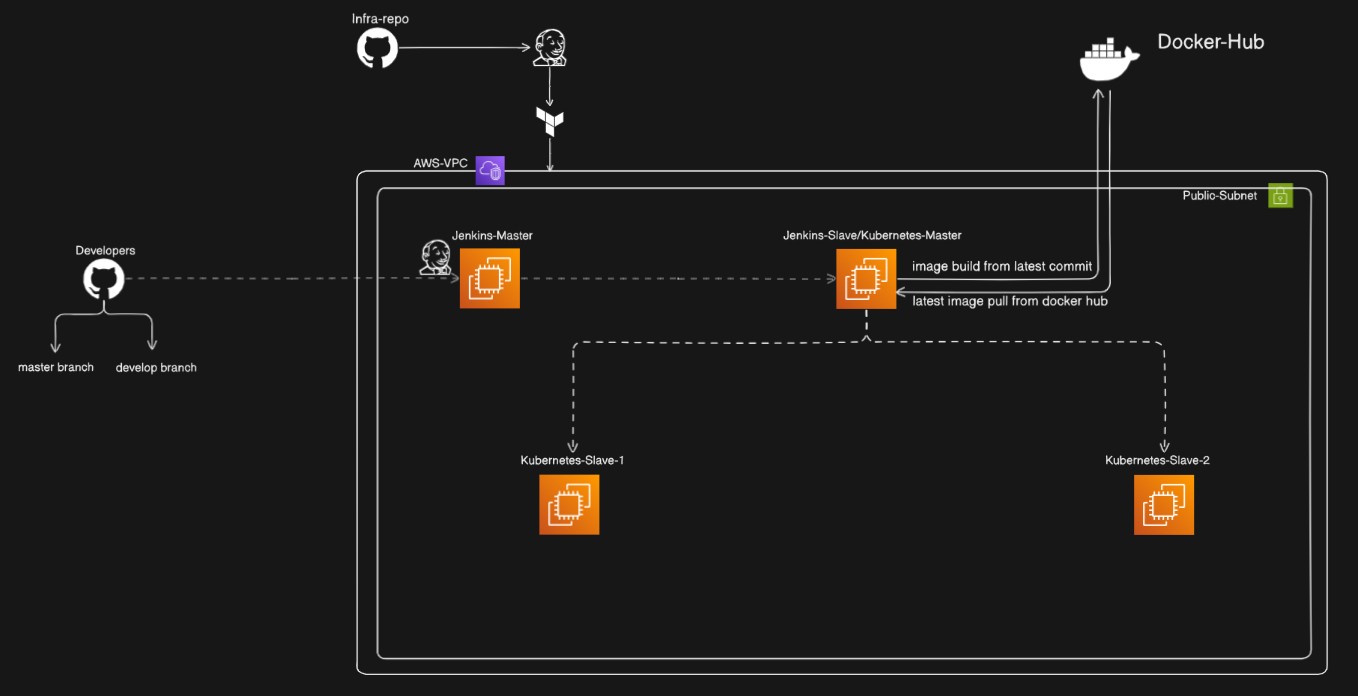 Infra-repo
Docker-Hub
AWS-VPC
Public-Subnet
Developers
Jenkins-Master
Jenkins-Slave/Kubernetes-Master
image build from latest commit
latest image pull from docker hub
master branch
develop branch
Kubernetes-Slave-1
Kubernetes-Slave-2